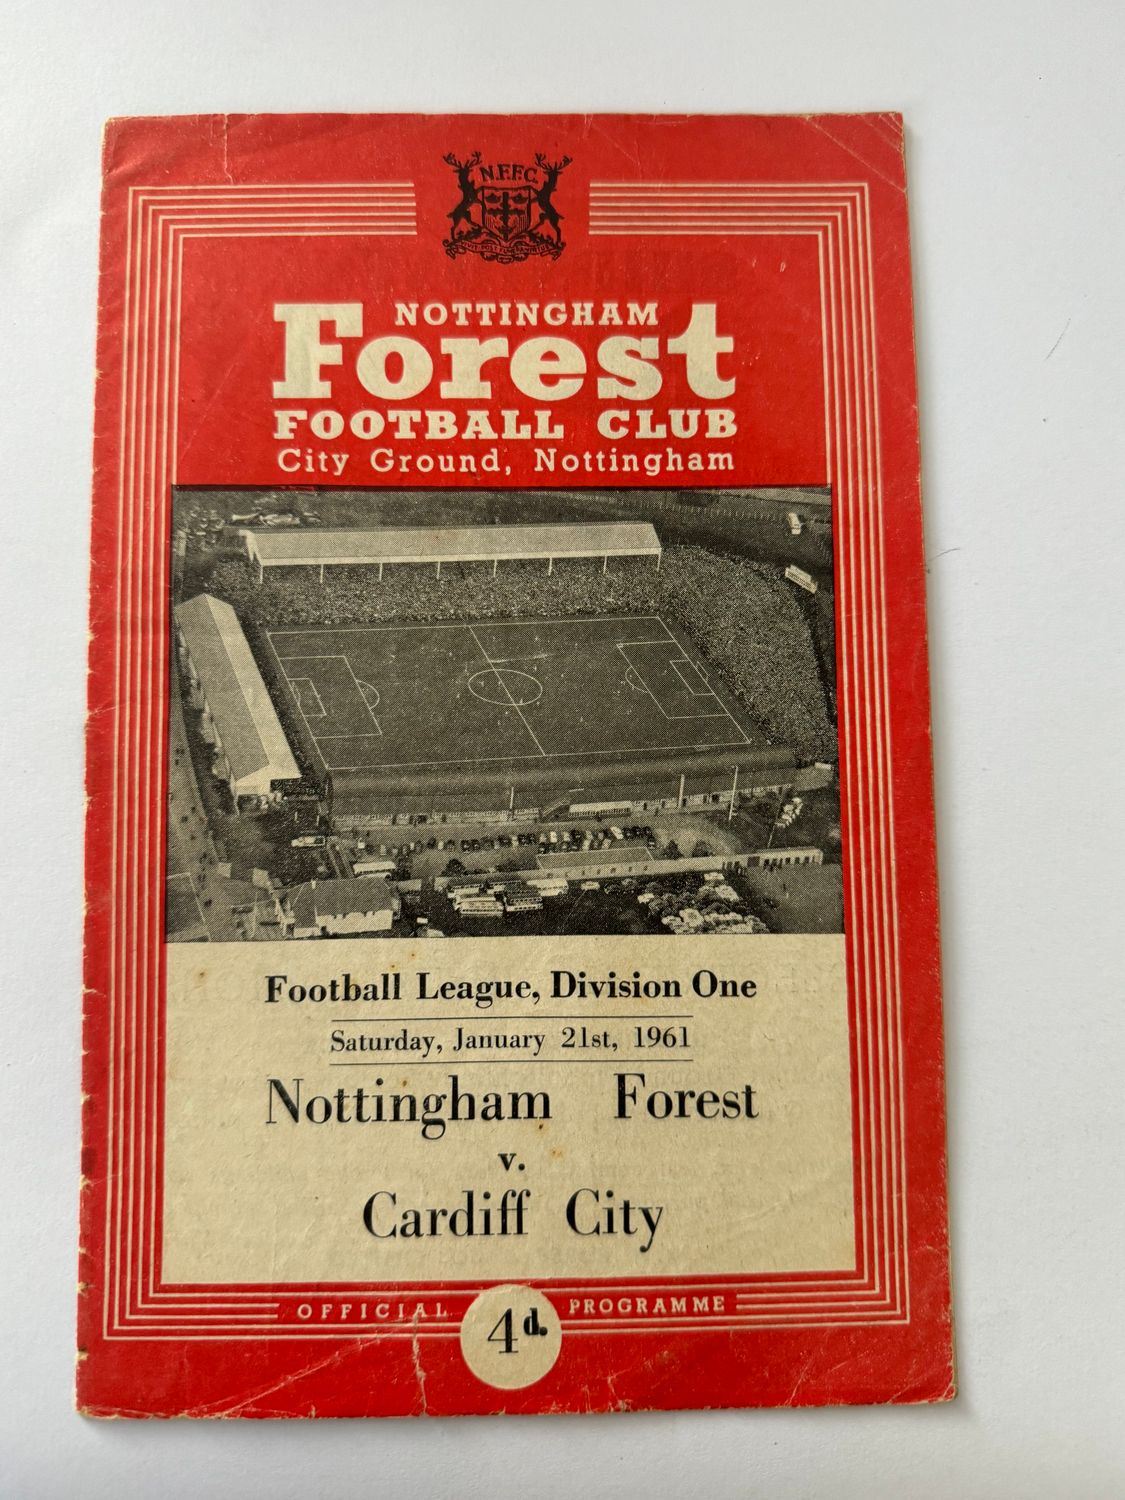 N.F.F.C.
NOTTINGHAM
Forest
FOOTBALL CLUB
City Ground, Nottingham
Football League, Division One
Saturday, January 21st, 1961
Nottingham Forest
v.
Cardiff City
OFFICIAL 4d. PROGRAMME